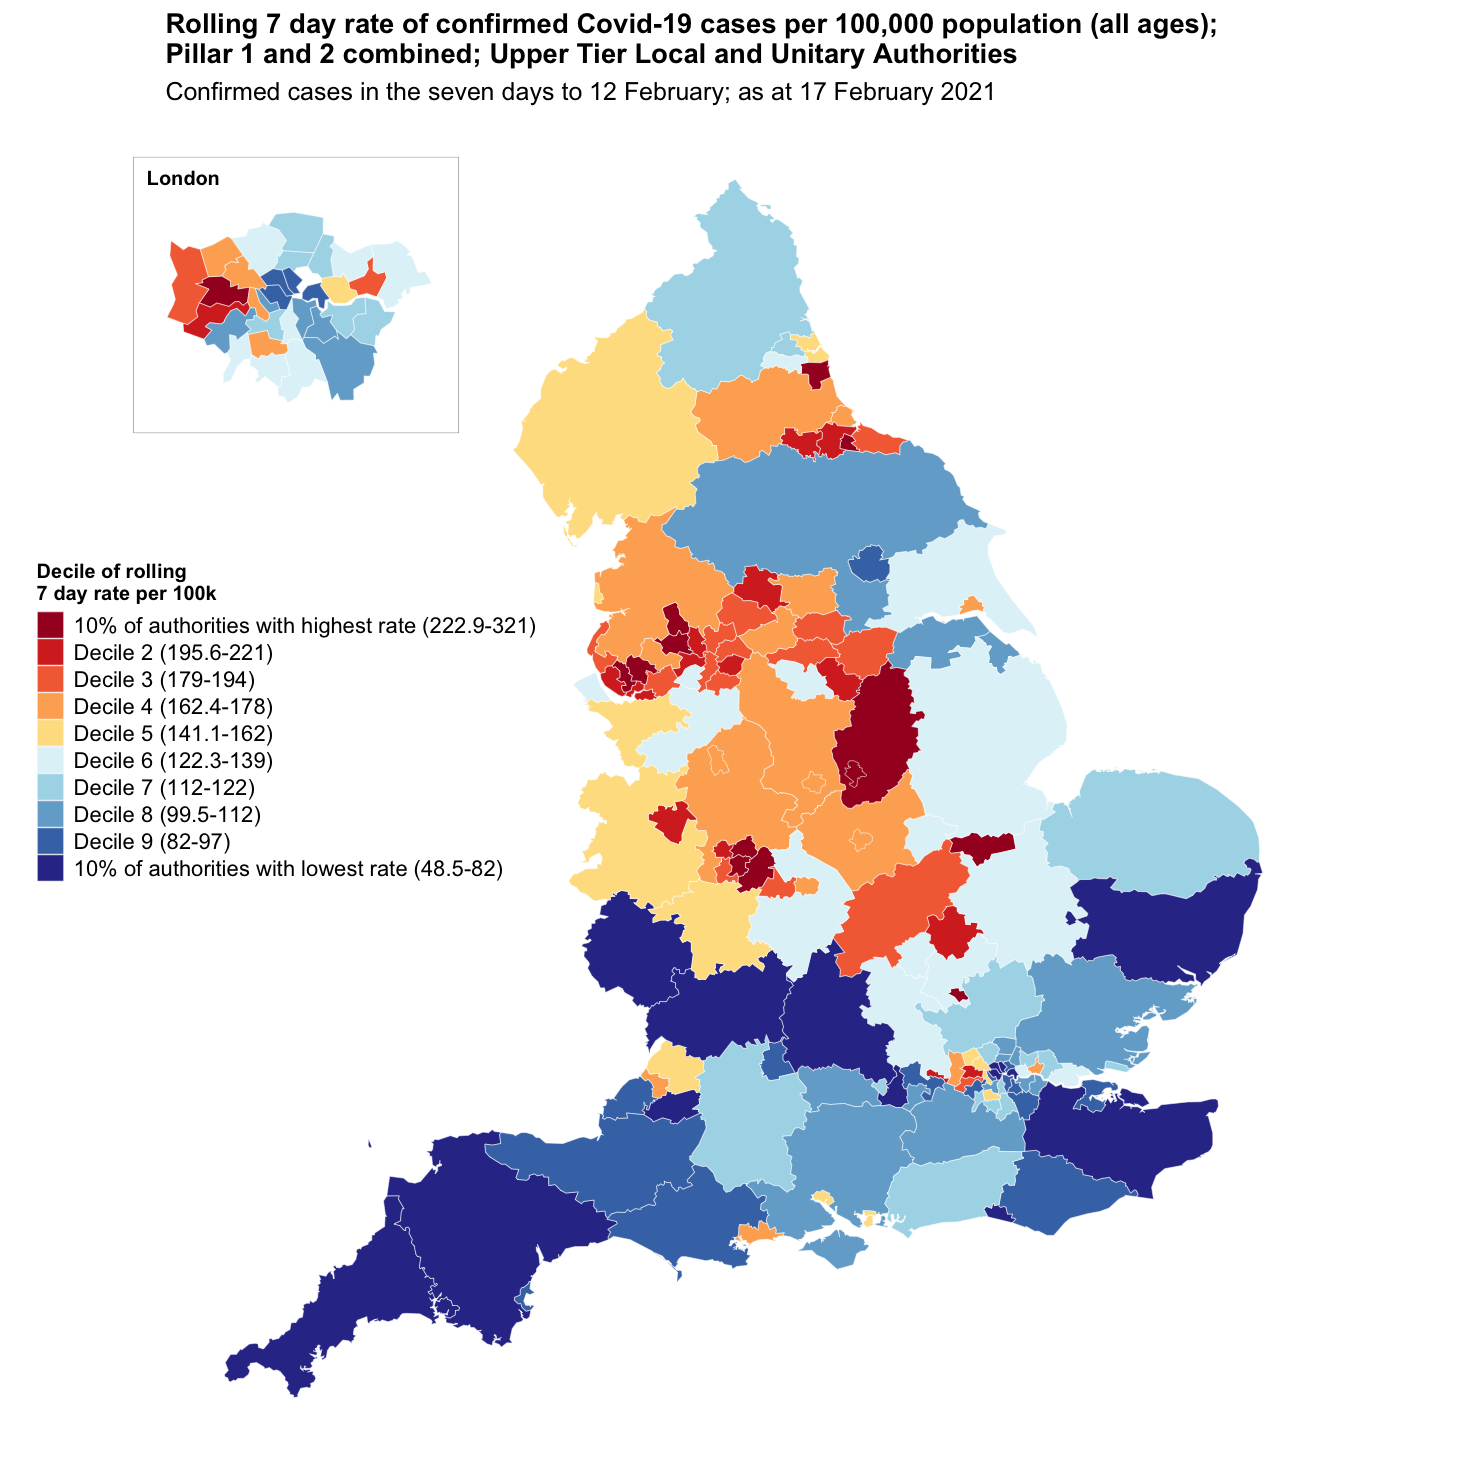 Rolling 7 day rate of confirmed Covid-19 cases per 100,000 population (all ages);
Pillar 1 and 2 combined; Upper Tier Local and Unitary Authorities
Confirmed cases in the seven days to 12 February; as at 17 February 2021
London
Decile of rolling
7 day rate per 100k
10% of authorities with highest rate (222.9-321)
Decile 2 (195.6-221)
Decile 3 (179-194)
Decile 4 (162.4-178)
Decile 5 (141.1-162)
Decile 6 (122.3-139)
Decile 7 (112-122)
Decile 8 (99.5-112)
Decile 9 (82-97)
10% of authorities with lowest rate (48.5-82)